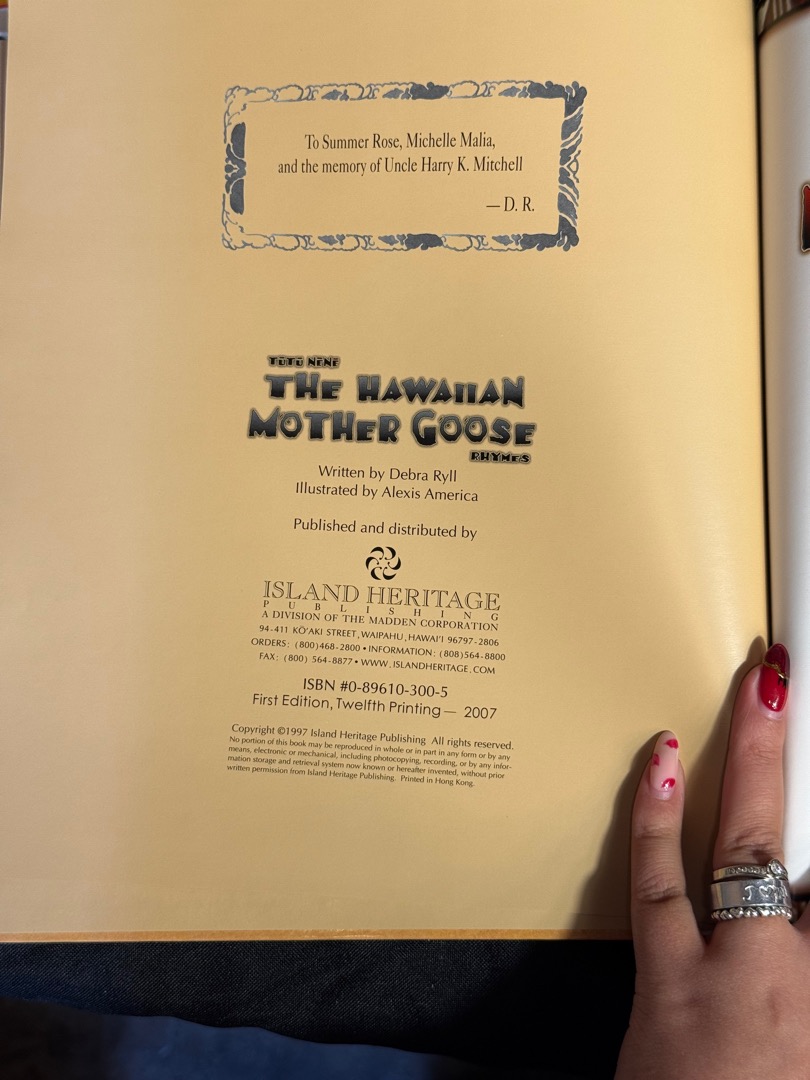 To Summer Rose, Michelle Malia,
and the memory of Uncle Harry K. Mitchell
— D. R.
TŪTŪ NĒNĒ
THE HAWAIIAN
MOTHER GOOSE
RHYMES
Written by Debra Ryll
Illustrated by Alexis America
Published and distributed by
ISLAND HERITAGE
PUBLISHING
A DIVISION OF THE MADDEN CORPORATION
94-411 KŌ'AKI STREET, WAIPAHU, HAWAI'I 96797-2806
ORDERS: (800)468-2800 • INFORMATION: (808)564-8800
FAX: (800) 564-8877 • WWW.ISLANDHERITAGE.COM
ISBN #0-89610-300-5
First Edition, Twelfth Printing — 2007
Copyright ©1997 Island Heritage Publishing All rights reserved.
No portion of this book may be reproduced in whole or in part in any form or by any
means, electronic or mechanical, including photocopying, recording, or by any infor-
mation storage and retrieval system now known or hereafter invented, without prior
written permission from Island Heritage Publishing. Printed in Hong Kong.